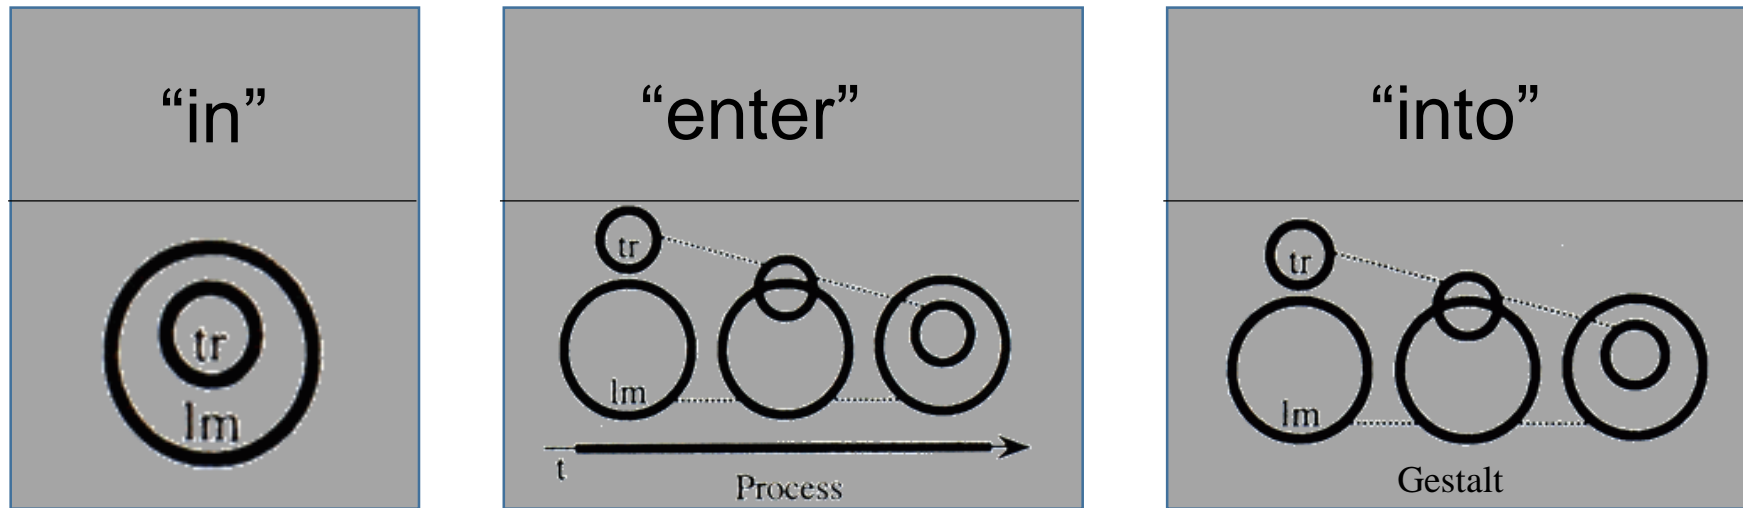 “in”
tr
lm
“enter”
tr
lm
t
Process
“into”
tr
lm
Gestalt